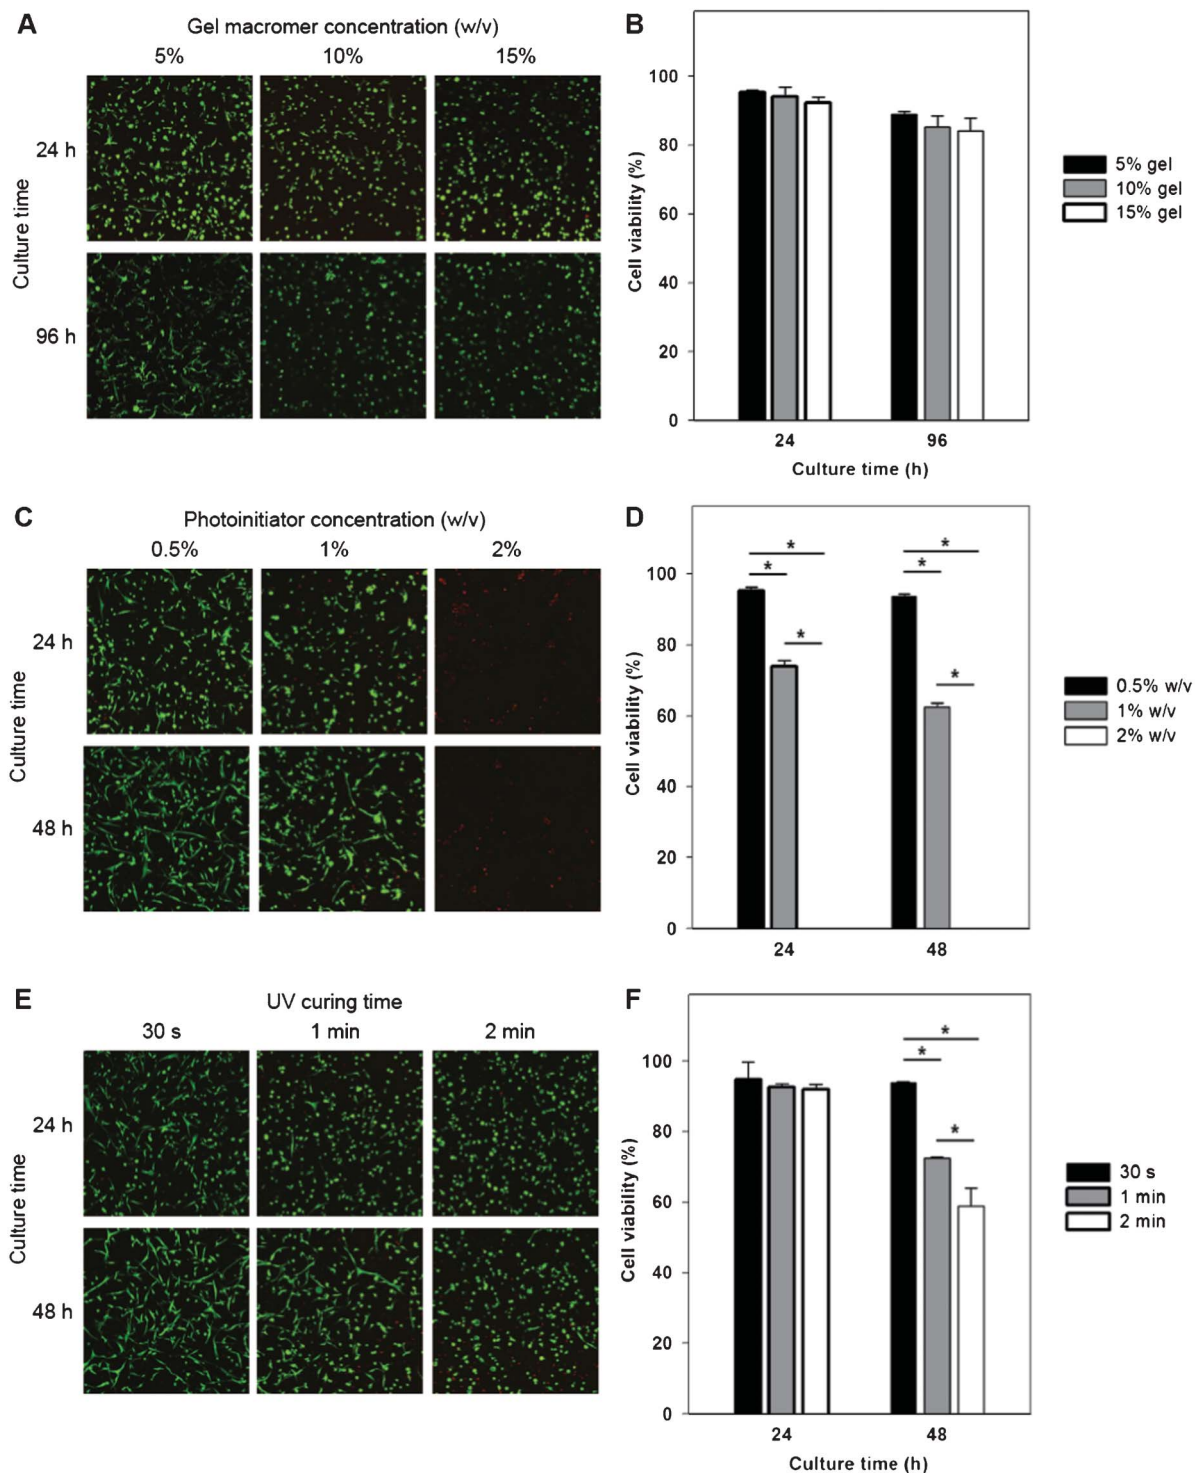 A
Gel macromer concentration (w/v)
5% 10% 15%
24 h
96 h
Culture time
B
100
80
60
40
20
0
Cell viability (%)
24 96
Culture time (h)
5% gel
10% gel
15% gel
C
Photoinitiator concentration (w/v)
0.5% 1% 2%
24 h
48 h
Culture time
D
* *
*
* *
*
100
80
60
40
20
0
Cell viability (%)
24 48
0.5% w/v
1% w/v
2% w/v
E
UV curing time
30 s 1 min 2 min
24 h
48 h
Culture time
F
*
*
*
100
80
60
40
20
0
Cell viability (%)
24 48
Culture time (h)
30 s
1 min
2 min